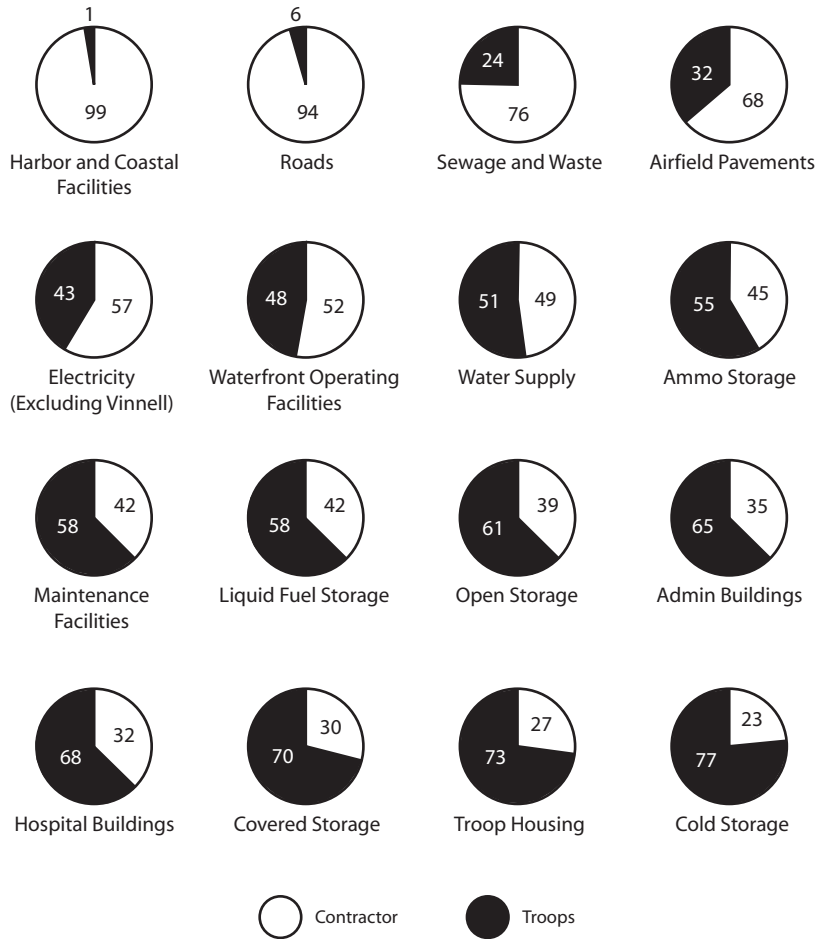 1
99
Harbor and Coastal
Facilities
6
94
Roads
24
76
Sewage and Waste
32
68
Airfield Pavements
43
57
Electricity
(Excluding Vinnell)
48
52
Waterfront Operating
Facilities
51
49
Water Supply
55
45
Ammo Storage
58
42
Maintenance
Facilities
58
42
Liquid Fuel Storage
61
39
Open Storage
65
35
Admin Buildings
68
32
Hospital Buildings
70
30
Covered Storage
73
27
Troop Housing
77
23
Cold Storage
Contractor
Troops